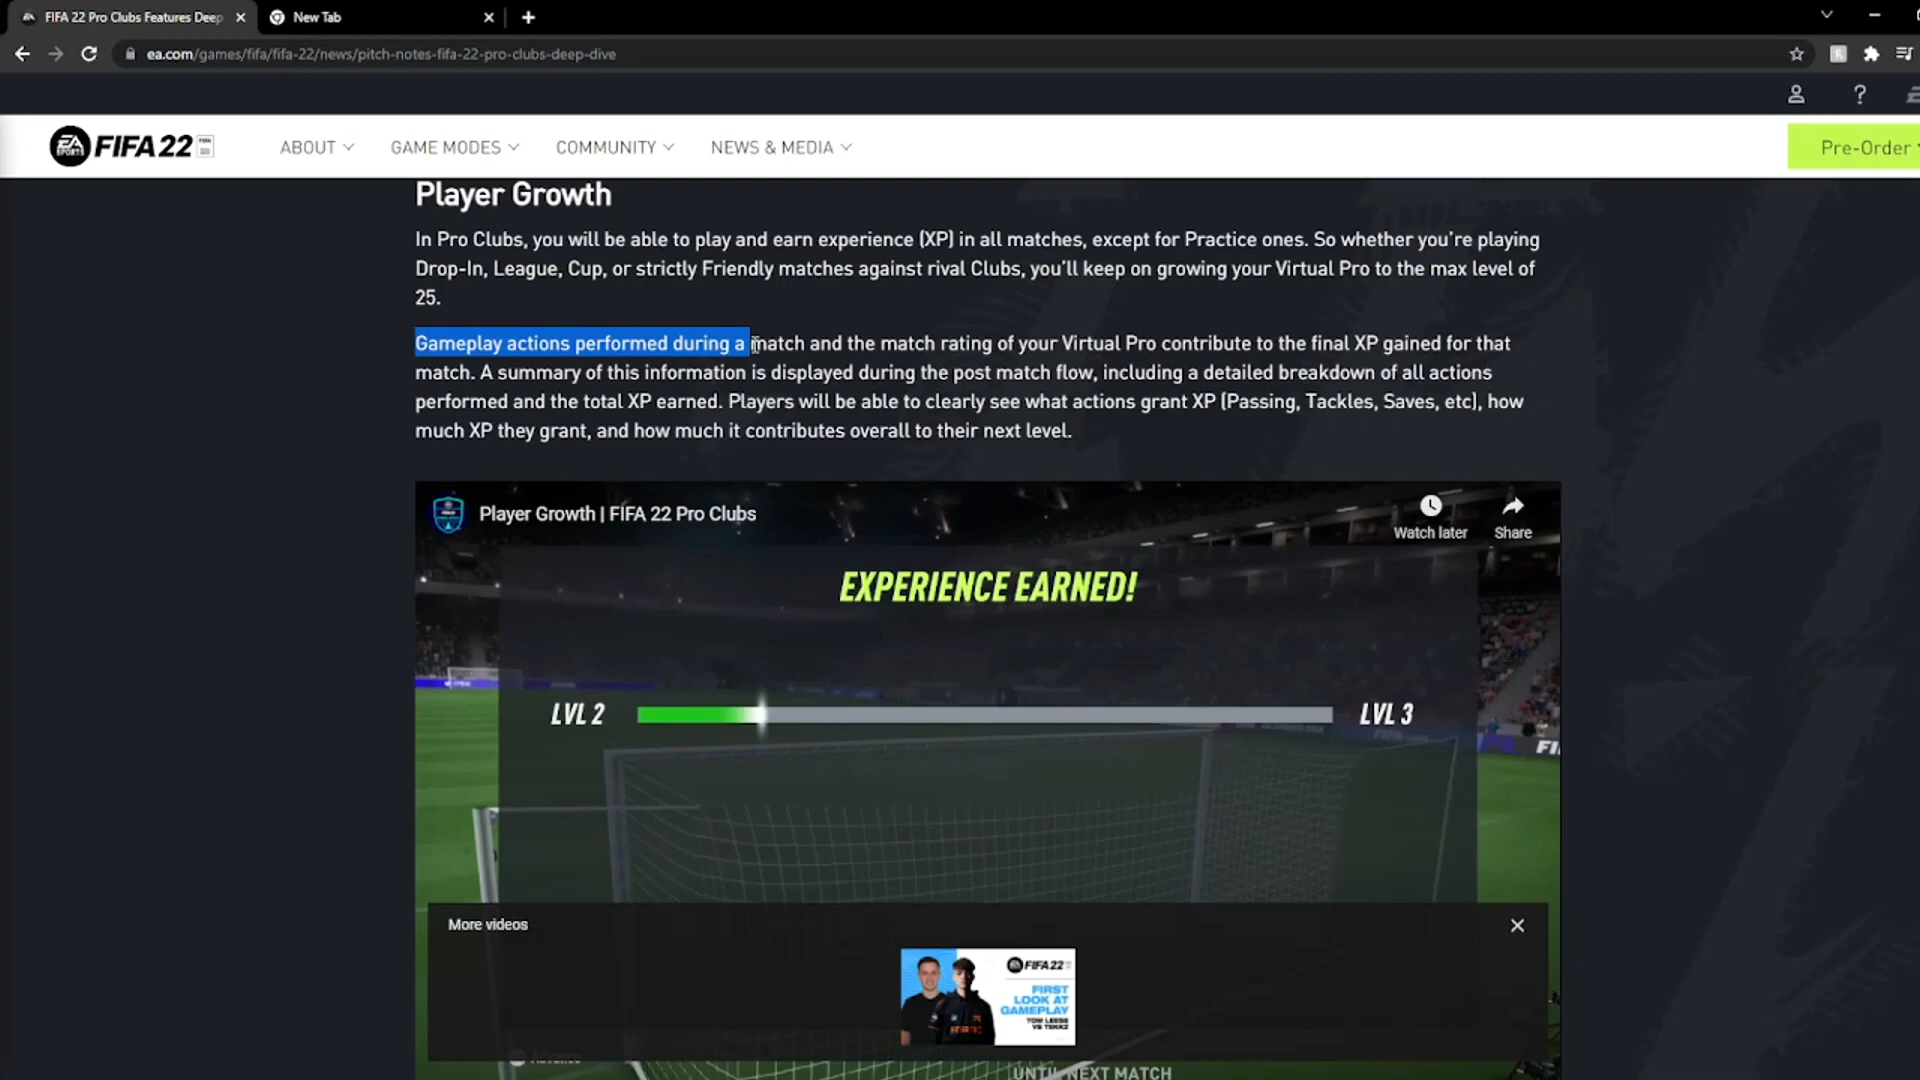 FIFA 22 Pro Clubs Features Deep
New Tab
ea.com/games/fifa/fifa-22/news/pitch-notes-fifa-22-pro-clubs-deep-dive
EA SPORTS FIFA 22
ABOUT
GAME MODES
COMMUNITY
NEWS & MEDIA
Pre-Order
Player Growth
In Pro Clubs, you will be able to play and earn experience (XP) in all matches, except for Practice ones. So whether you're playing
Drop-In, League, Cup, or strictly Friendly matches against rival Clubs, you'll keep on growing your Virtual Pro to the max level of
25.
Gameplay actions performed during a match and the match rating of your Virtual Pro contribute to the final XP gained for that
match. A summary of this information is displayed during the post match flow, including a detailed breakdown of all actions
performed and the total XP earned. Players will be able to clearly see what actions grant XP (Passing, Tackles, Saves, etc), how
much XP they grant, and how much it contributes overall to their next level.
Player Growth | FIFA 22 Pro Clubs
Watch later
Share
EXPERIENCE EARNED!
LVL 2
LVL 3
More videos
FIFA 22
FIRST
LOOK AT
GAMEPLAY
TOM LEESE
VS TEKKZ
Advance
UNTIL NEXT MATCH